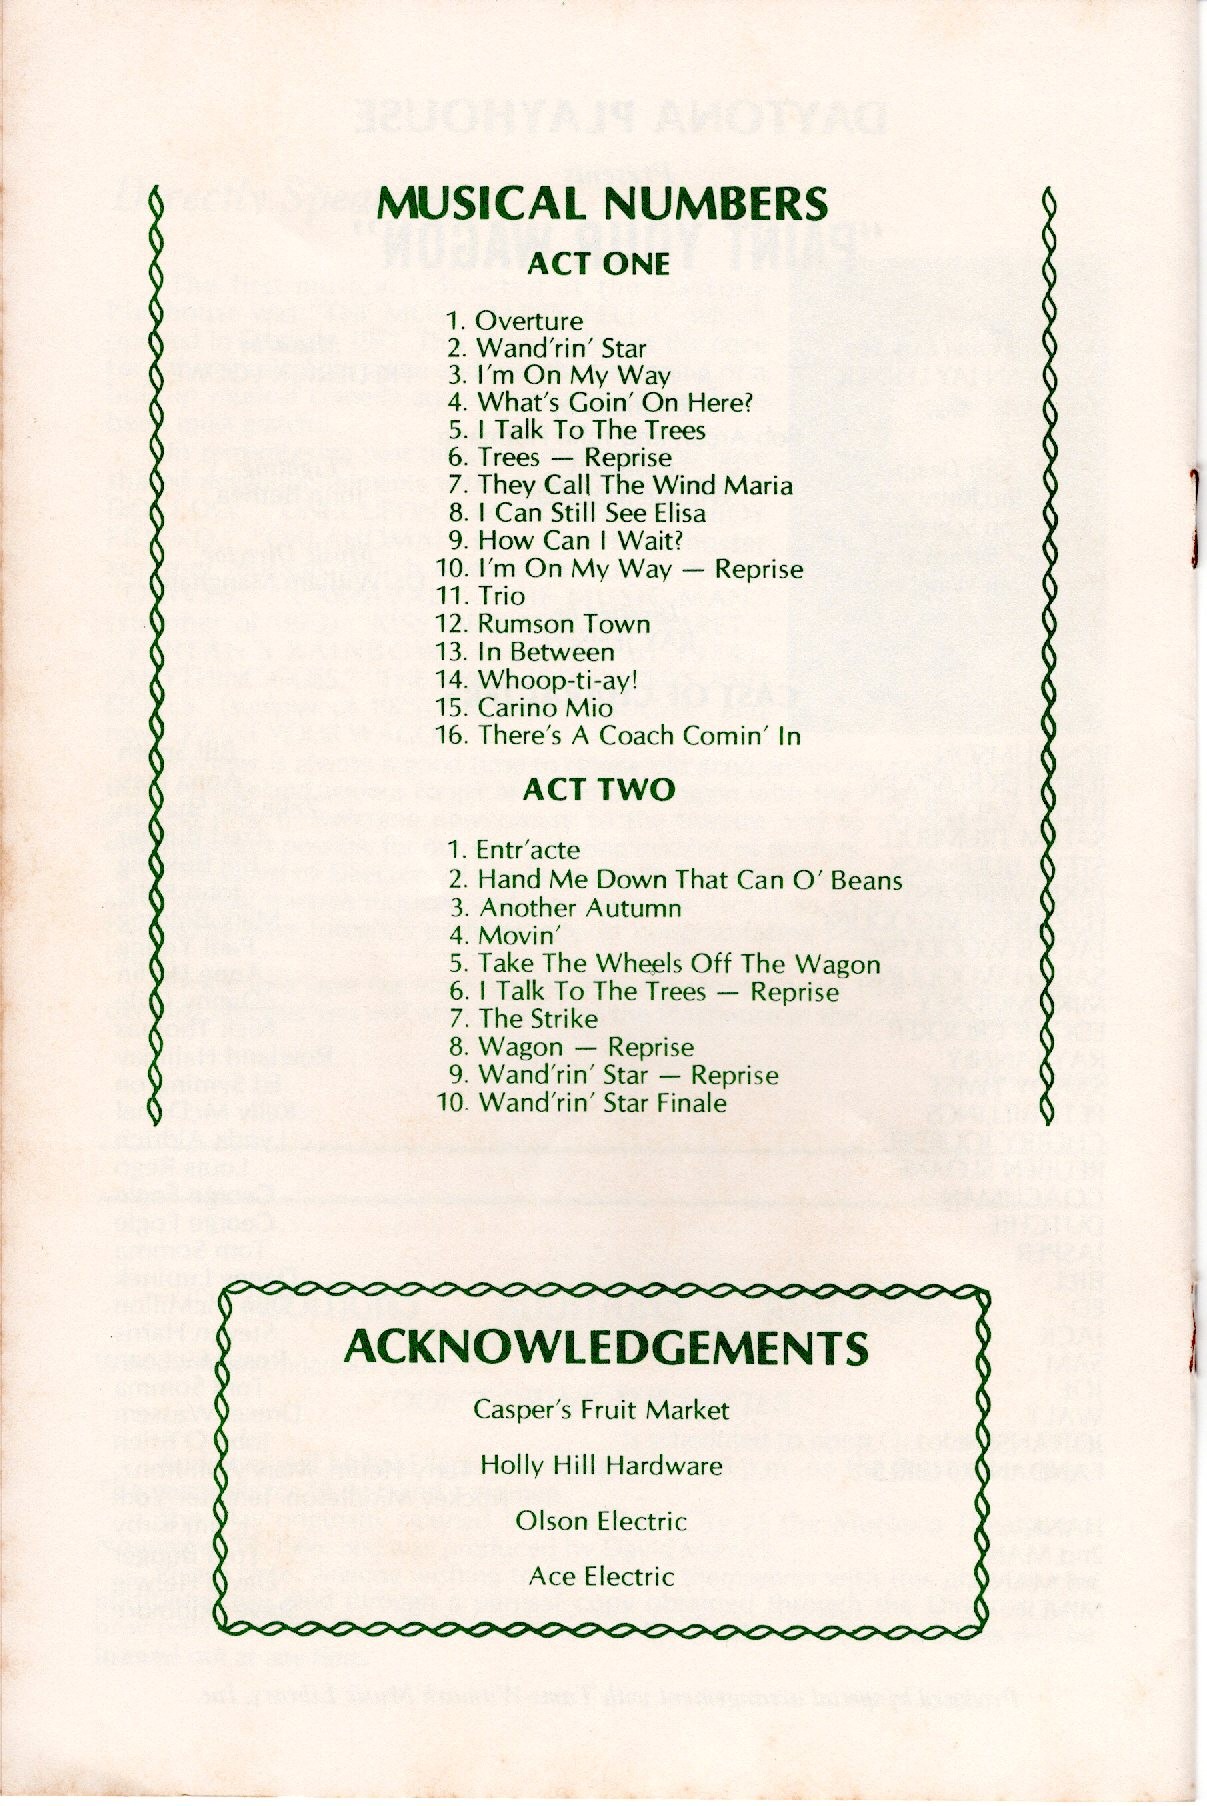 MUSICAL NUMBERS
ACT ONE
1. Overture
2. Wand'rin' Star
3. I'm On My Way
4. What's Goin' On Here?
5. I Talk To The Trees
6. Trees — Reprise
7. They Call The Wind Maria
8. I Can Still See Elisa
9. How Can I Wait?
10. I'm On My Way — Reprise
11. Trio
12. Rumson Town
13. In Between
14. Whoop-ti-ay!
15. Carino Mio
16. There's A Coach Comin' In
ACT TWO
1. Entr'acte
2. Hand Me Down That Can O' Beans
3. Another Autumn
4. Movin'
5. Take The Wheels Off The Wagon
6. I Talk To The Trees — Reprise
7. The Strike
8. Wagon — Reprise
9. Wand'rin' Star — Reprise
10. Wand'rin' Star Finale
ACKNOWLEDGEMENTS
Casper's Fruit Market
Holly Hill Hardware
Olson Electric
Ace Electric